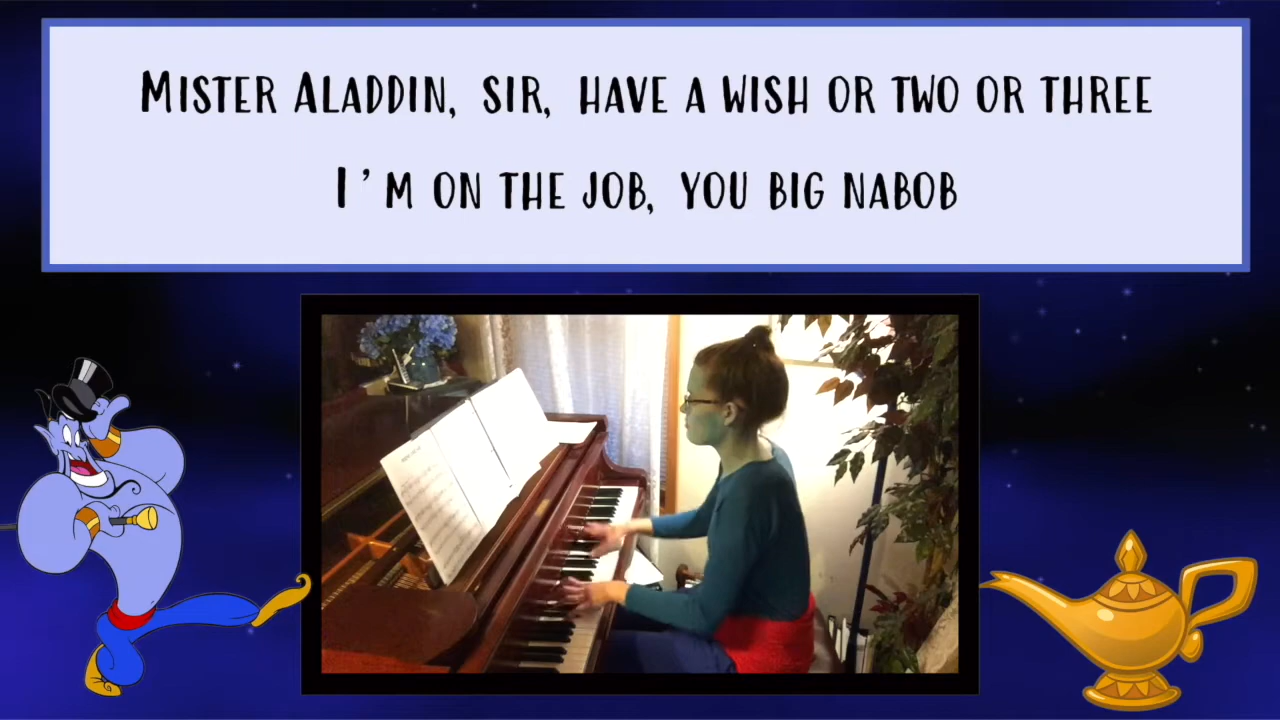 Mister Aladdin, sir, have a wish or two or three
I'm on the job, you big nabob